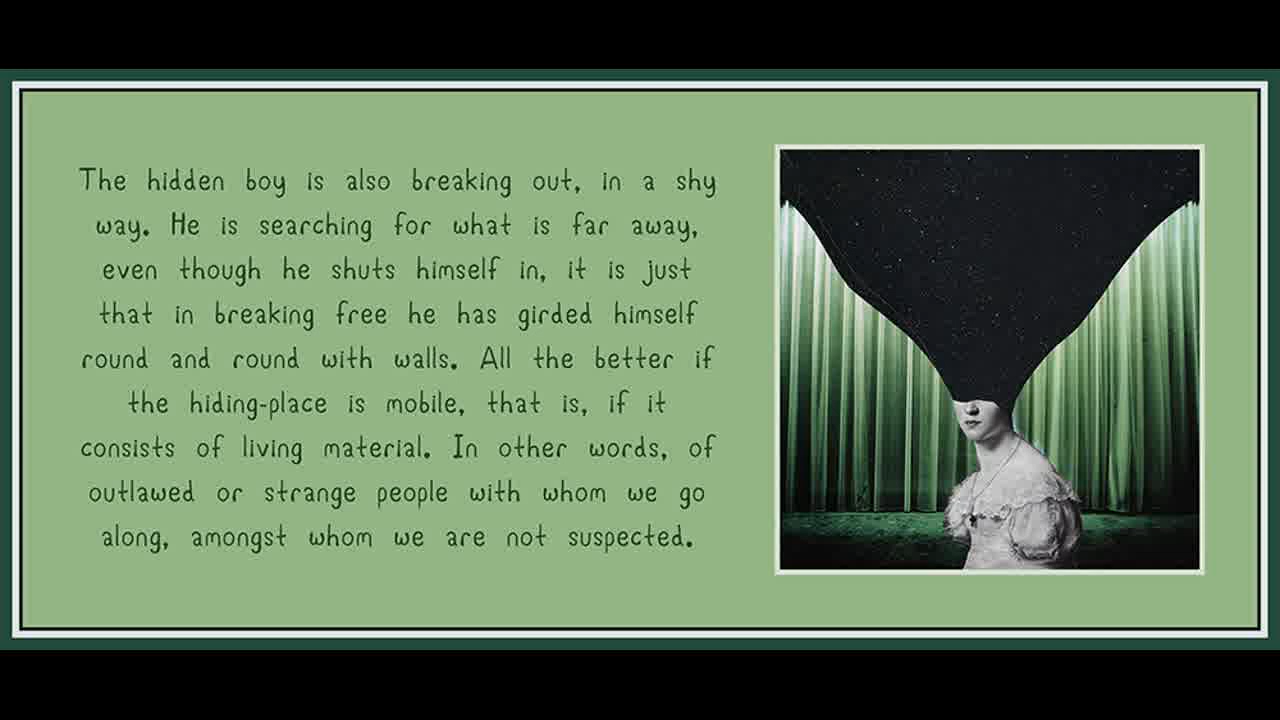 The hidden boy is also breaking out, in a shy
way. He is searching for what is far away,
even though he shuts himself in, it is just
that in breaking free he has girded himself
round and round with walls. All the better if
the hiding-place is mobile, that is, if it
consists of living material. In other words, of
outlawed or strange people with whom we go
along, amongst whom we are not suspected.